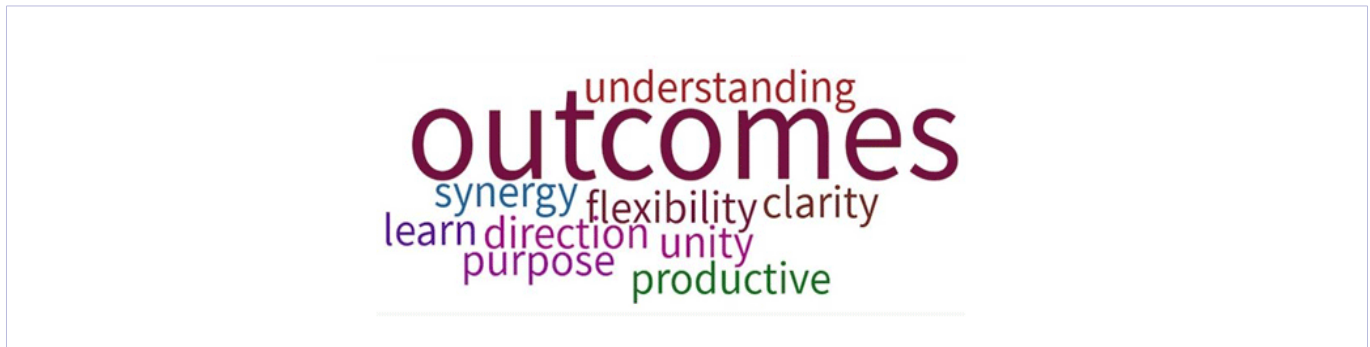 understanding
outcomes
synergy flexibility clarity
learn direction unity
purpose productive